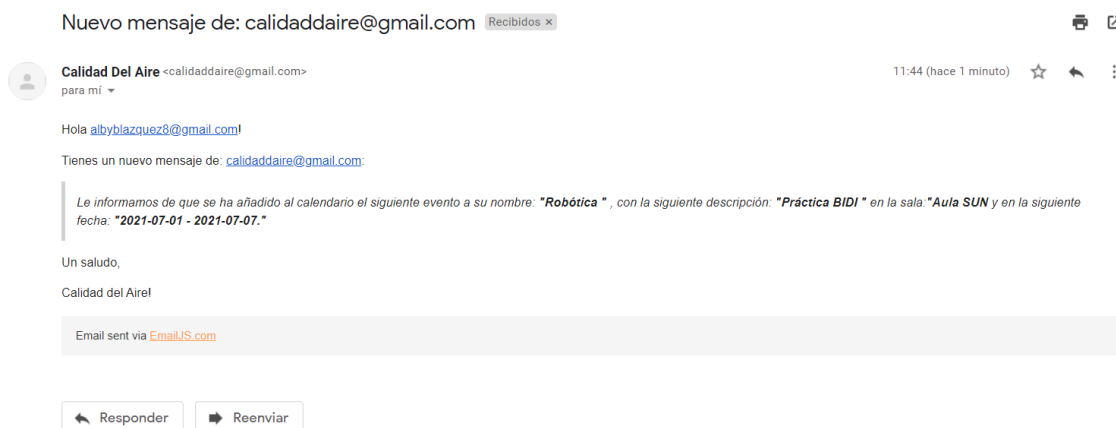 Nuevo mensaje de: calidaddaire@gmail.com Recibidos ×
Calidad Del Aire <calidaddaire@gmail.com> 11:44 (hace 1 minuto)
para mí
Hola albyblazquez8@gmail.com!
Tienes un nuevo mensaje de: calidaddaire@gmail.com:
Le informamos de que se ha añadido al calendario el siguiente evento a su nombre: "Robótica " , con la siguiente descripción: "Práctica BIDI " en la sala:"Aula SUN y en la siguiente
fecha: "2021-07-01 - 2021-07-07."
Un saludo,
Calidad del Aire!
Email sent via EmailJS.com
Responder Reenviar